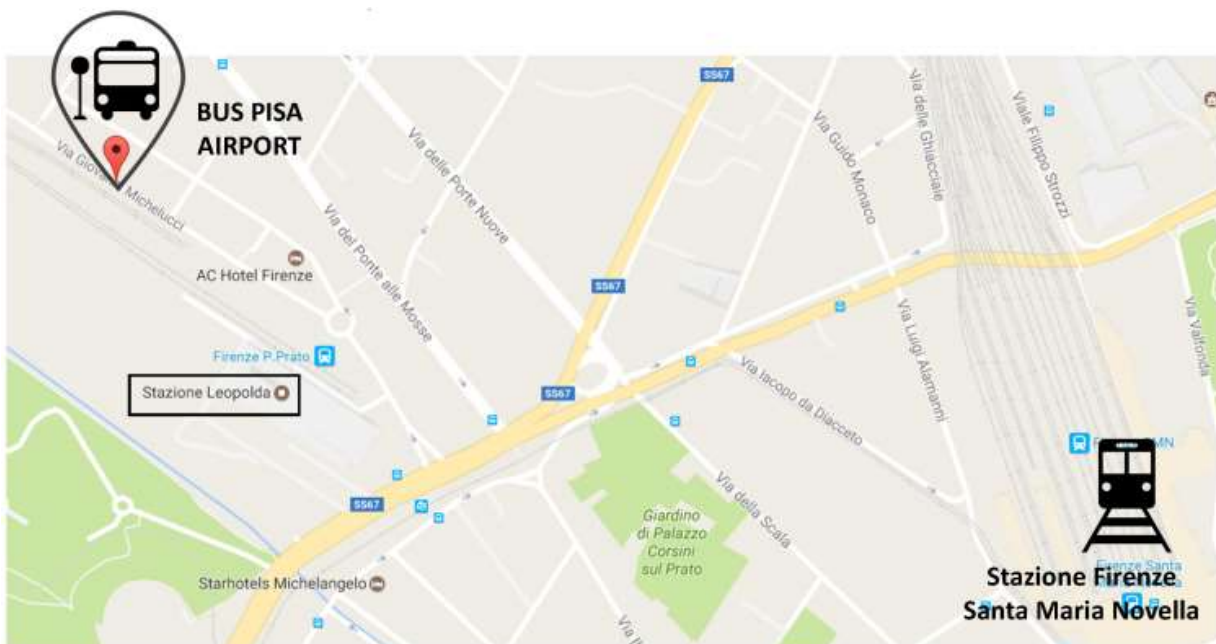 BUS PISA
AIRPORT
SS67
Via Giova
Michelucci
Via delle Porte Nuove
Via Guido Monaco
Via delle Ghiacciaie
Viale Filippo Strozzi
AC Hotel Firenze
Via del Ponte alle Mosse
SS67
Via Luigi Alamanni
Via Valfonda
Firenze P.Prato
Stazione Leopolda
SS67
Via Iacopo da Diacceto
SS67
Via della Scala
Giardino
di Palazzo
Corsini
sul Prato
Starhotels Michelangelo
Firenze Santa
Stazione Firenze
Santa Maria Novella